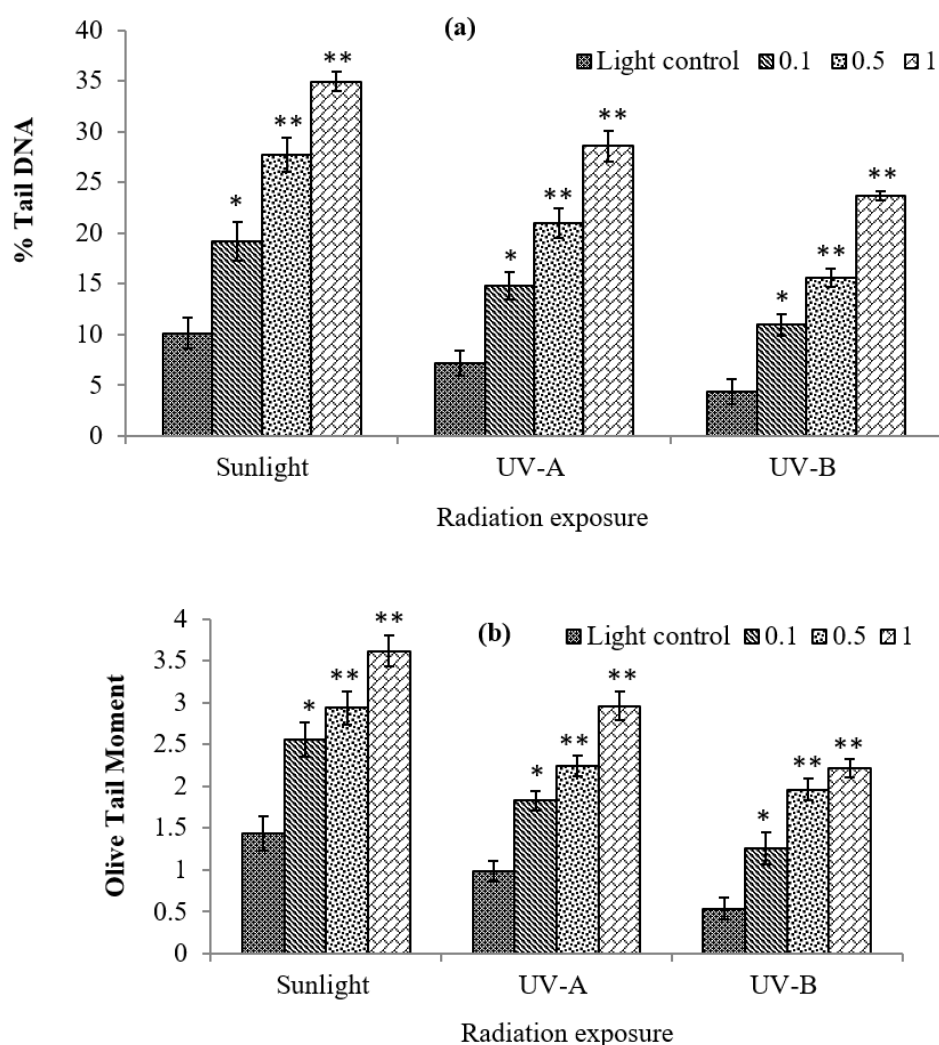 (a)
Light control 0.1 0.5 1
% Tail DNA
40
35
30
25
20
15
10
5
0
* ** **
* ** **
* ** **
Sunlight UV-A UV-B
Radiation exposure
(b)
Light control 0.1 0.5 1
Olive Tail Moment
4
3.5
3
2.5
2
1.5
1
0.5
0
* ** **
* ** **
* ** **
Sunlight UV-A UV-B
Radiation exposure